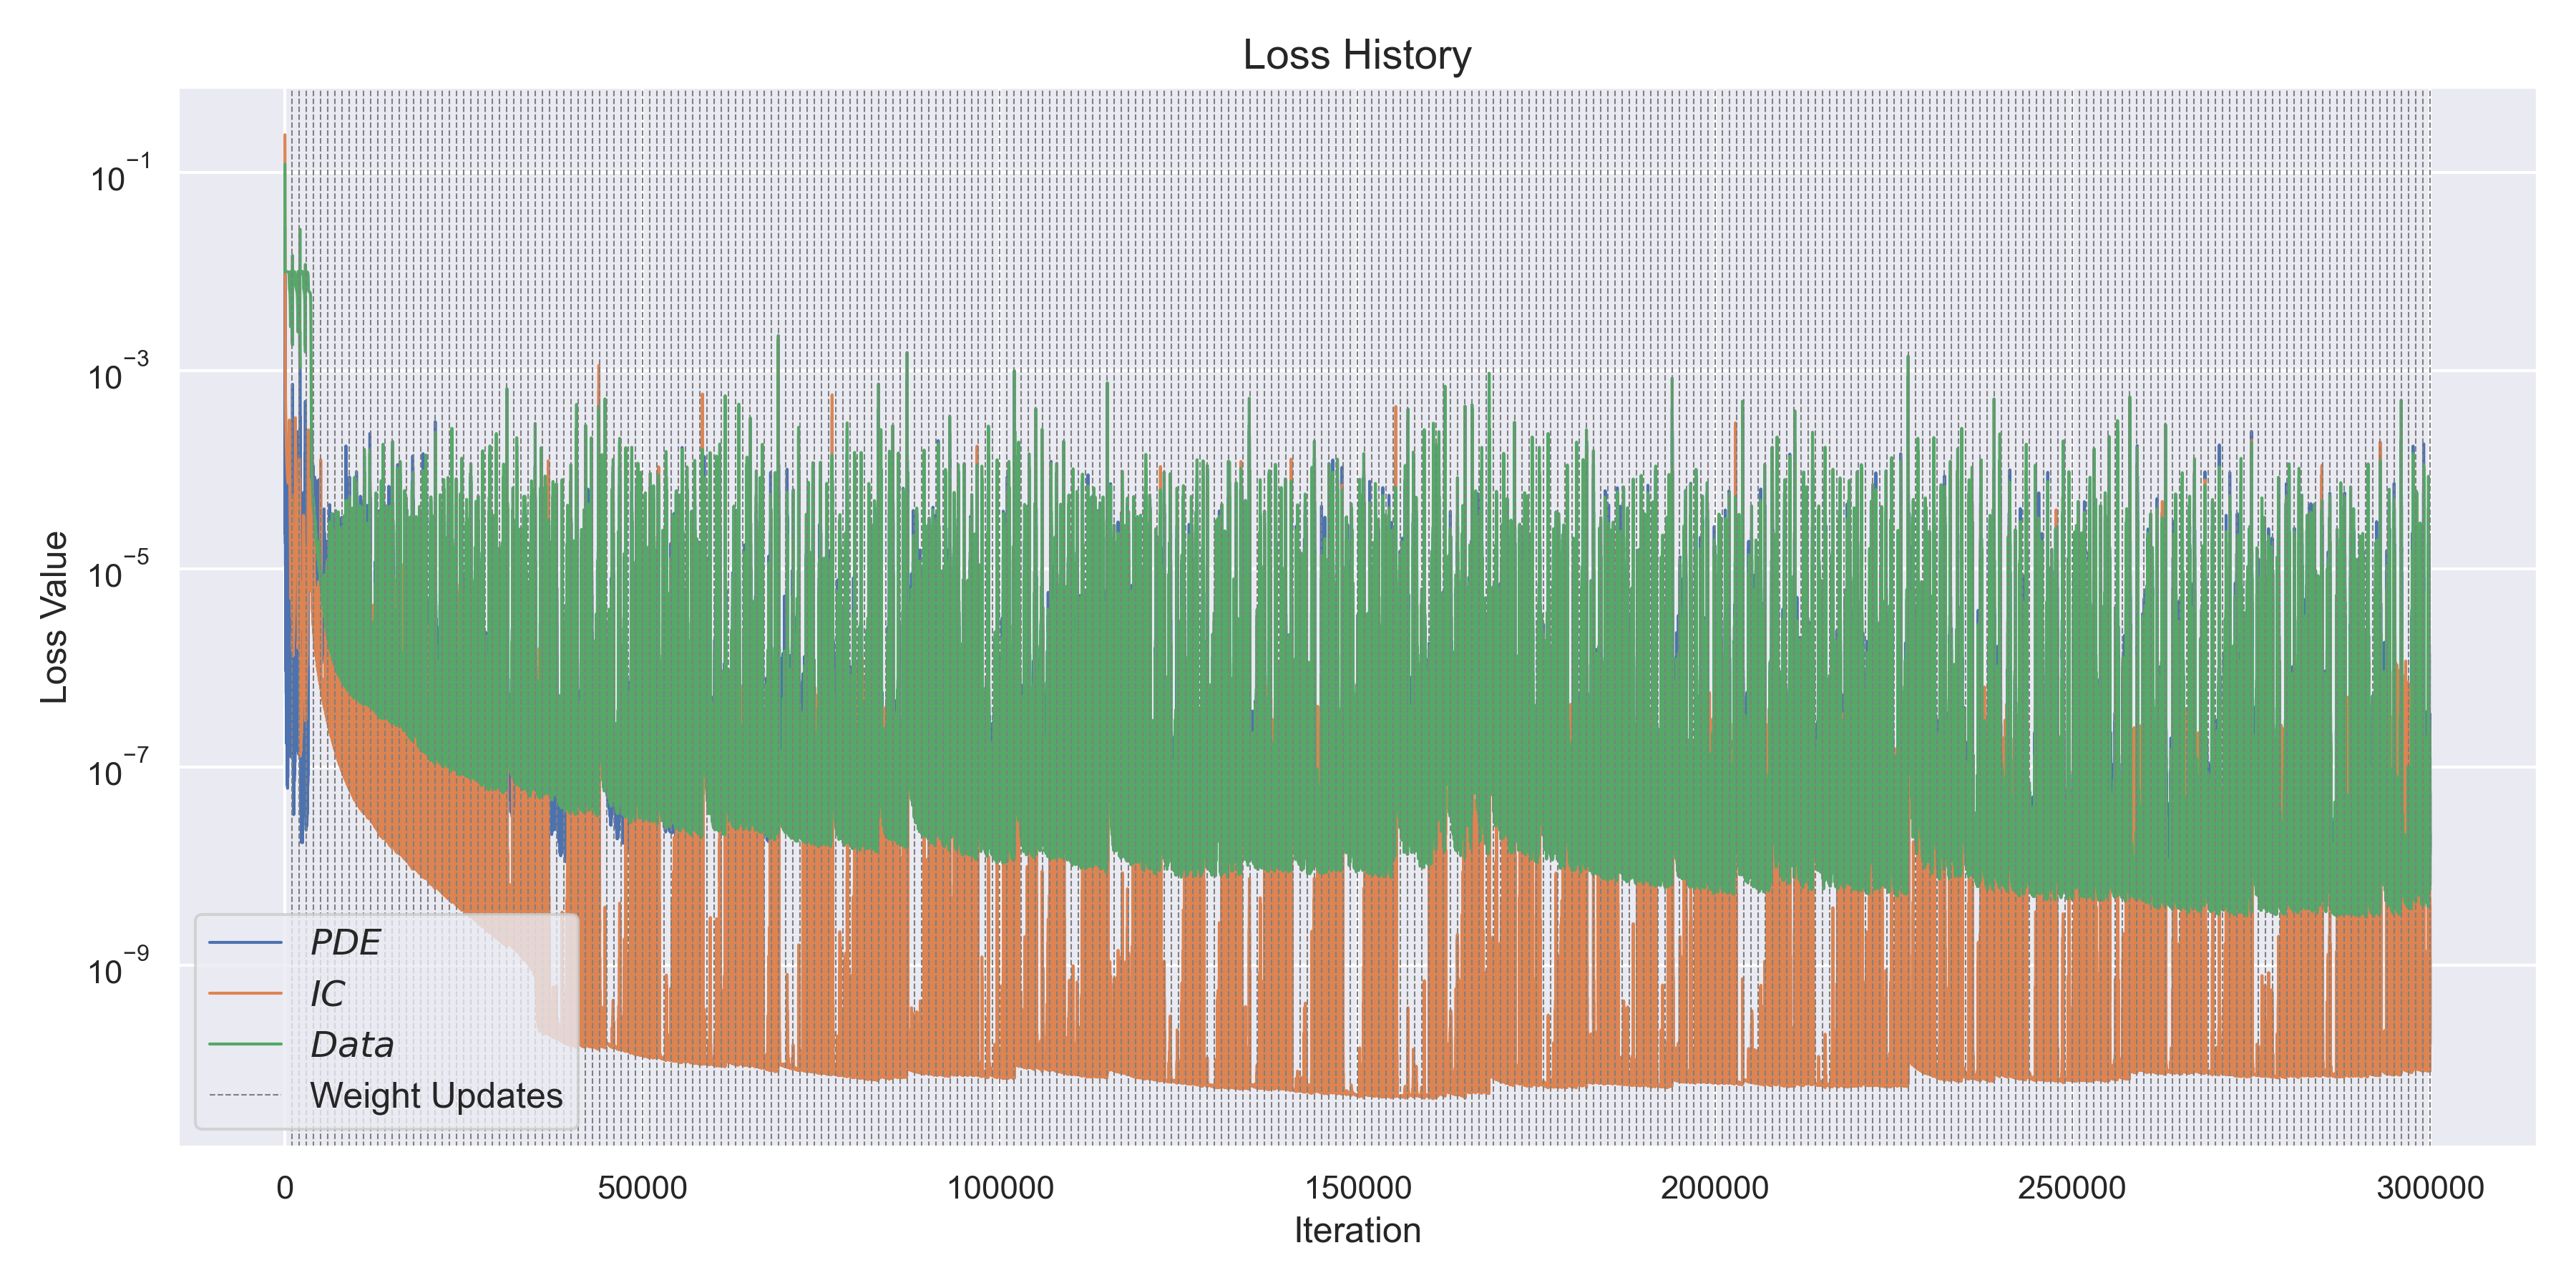 Loss History
Loss Value
10⁻¹
10⁻³
10⁻⁵
10⁻⁷
10⁻⁹
PDE
IC
Data
Weight Updates
0 50000 100000 150000 200000 250000 300000
Iteration